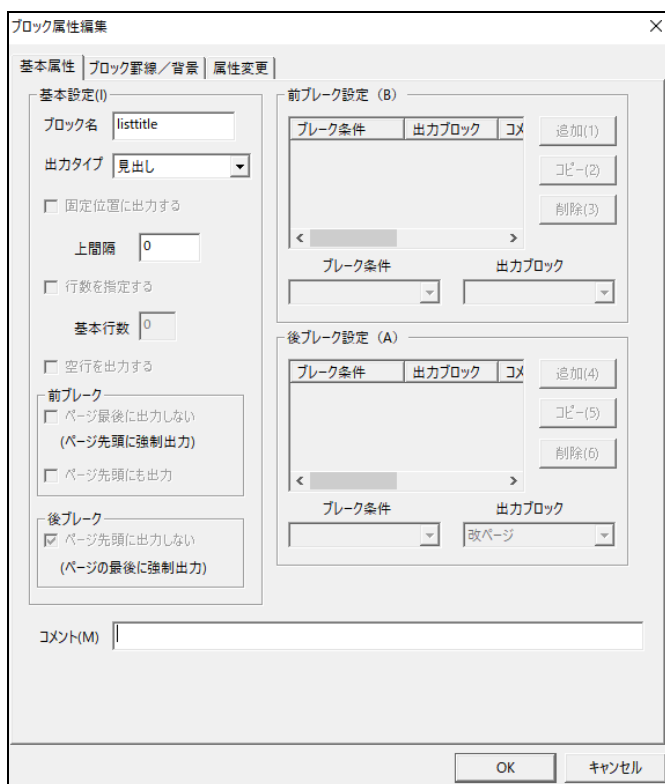 ブロック属性編集
基本属性 ブロック罫線／背景 属性変更
基本設定(I)
ブロック名 listtitle
出力タイプ 見出し
固定位置に出力する
上間隔 0
行数を指定する
基本行数 0
空行を出力する
前ブレーク
ページ最後に出力しない
(ページ先頭に強制出力)
ページ先頭にも出力
後ブレーク
ページ先頭に出力しない
(ページの最後に強制出力)
前ブレーク設定（B）
ブレーク条件 出力ブロック コメ
追加(1)
コピー(2)
削除(3)
ブレーク条件 出力ブロック
後ブレーク設定（A）
ブレーク条件 出力ブロック コメ
追加(4)
コピー(5)
削除(6)
ブレーク条件 出力ブロック
改ページ
コメント(M)
OK キャンセル